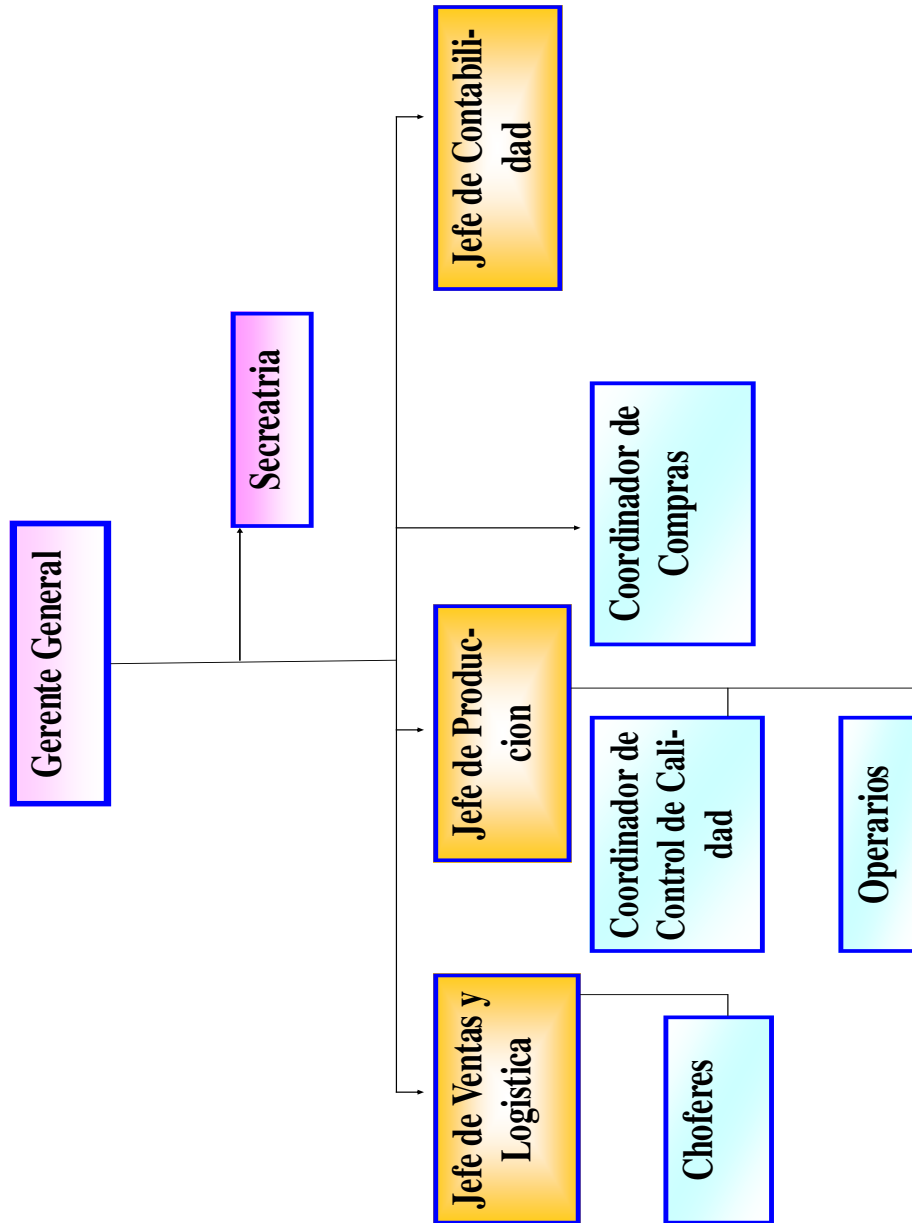 Gerente General
Secreatria
Jefe de Ventas y
Logistica
Jefe de Produc-
cion
Jefe de Contabili-
dad
Choferes
Coordinador de
Control de Cali-
dad
Coordinador de
Compras
Operarios